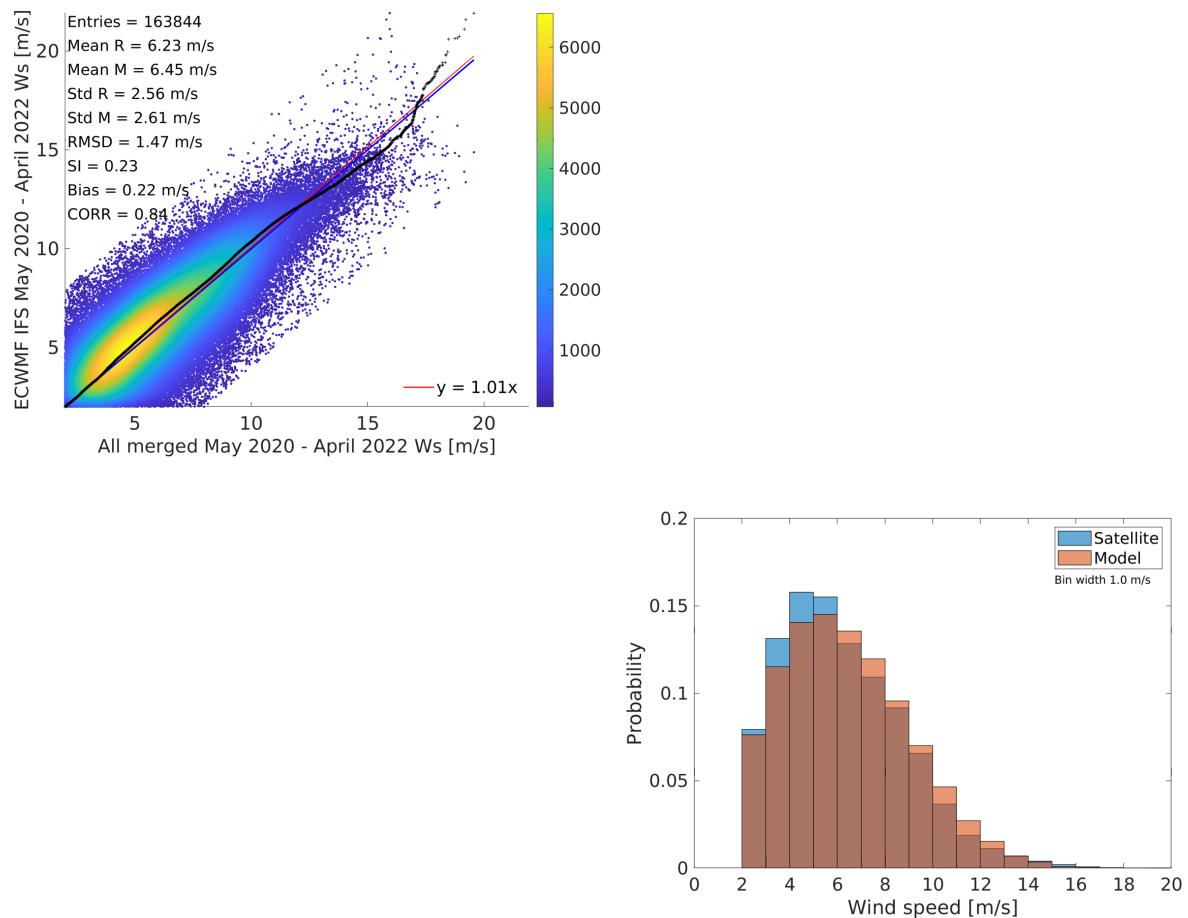 Entries = 163844
Mean R = 6.23 m/s
Mean M = 6.45 m/s
Std R = 2.56 m/s
Std M = 2.61 m/s
RMSD = 1.47 m/s
SI = 0.23
Bias = 0.22 m/s
CORR = 0.84
ECWMF IFS May 2020 - April 2022 Ws [m/s]
20
15
10
5
5 10 15 20
All merged May 2020 - April 2022 Ws [m/s]
y = 1.01x
6000
5000
4000
3000
2000
1000
0.2
0.15
0.1
0.05
0
Probability
Satellite
Model
Bin width 1.0 m/s
0 2 4 6 8 10 12 14 16 18 20
Wind speed [m/s]